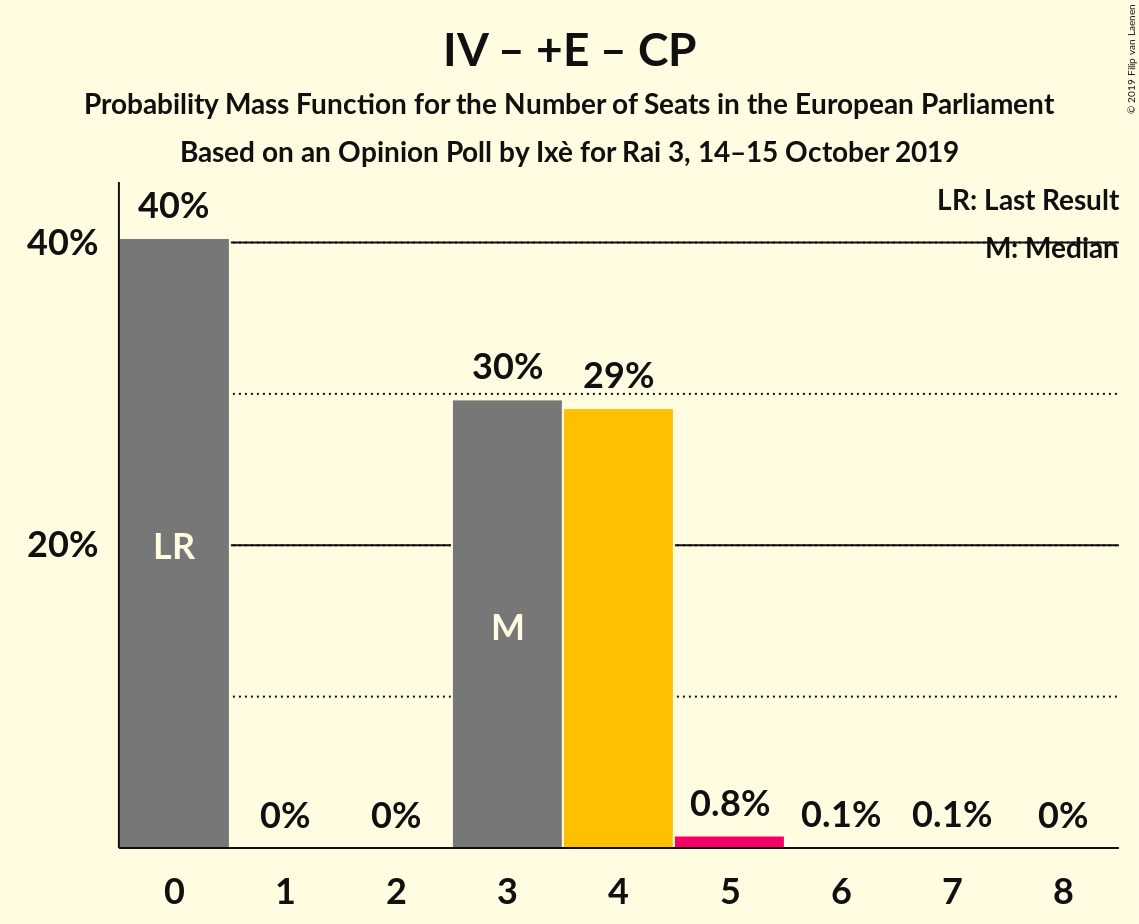 IV – +E – CP
Probability Mass Function for the Number of Seats in the European Parliament
Based on an Opinion Poll by Ixè for Rai 3, 14–15 October 2019
© 2019 Filip van Laenen
LR: Last Result
M: Median
40%
20%
40%
0%
0%
30%
29%
0.8%
0.1%
0.1%
0%
LR
M
0 1 2 3 4 5 6 7 8